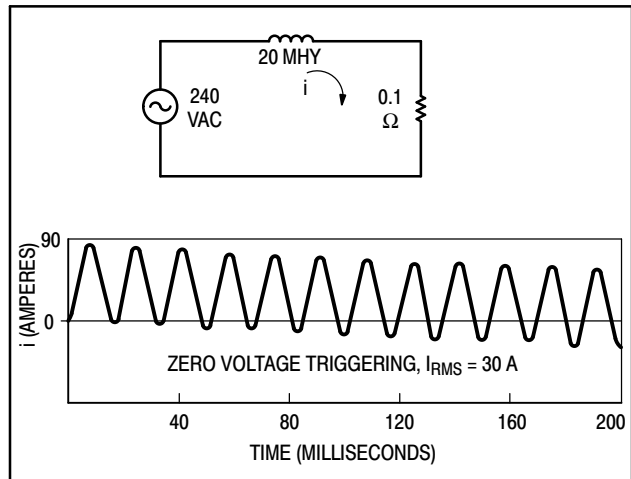 20 MHY
i
240
VAC
0.1
Ω
90
0
i (AMPERES)
ZERO VOLTAGE TRIGGERING, IRMS = 30 A
40
80
120
160
200
TIME (MILLISECONDS)